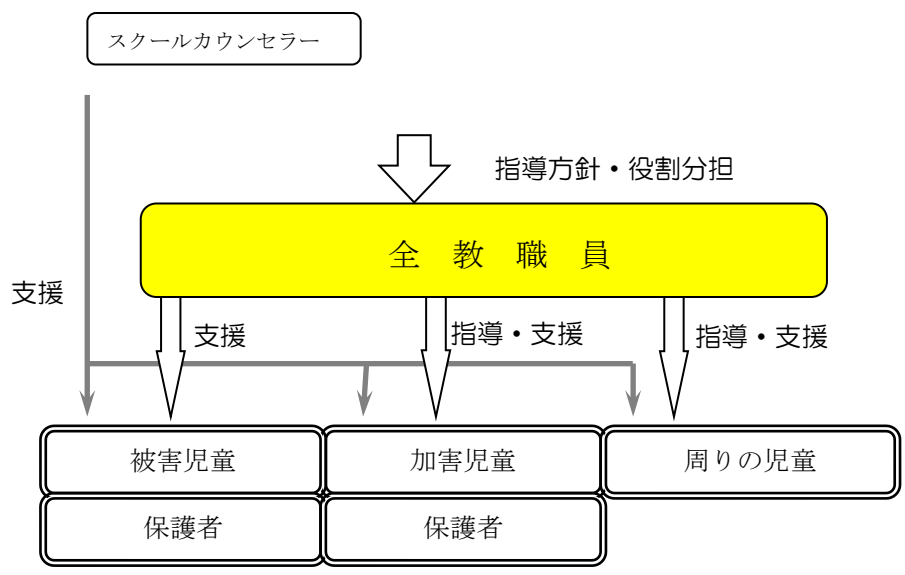 スクールカウンセラー
指導方針・役割分担
全 教 職 員
支援
支援
指導・支援
指導・支援
被害児童
加害児童
周りの児童
保護者
保護者